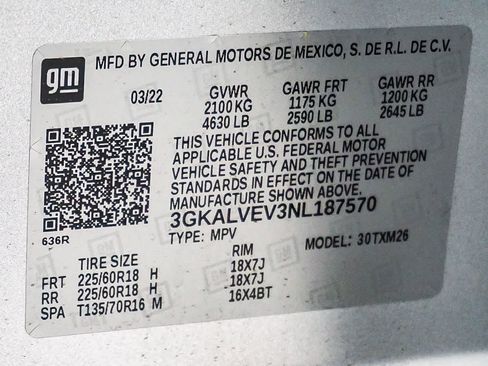 gm
MFD BY GENERAL MOTORS DE MEXICO, S. DE R.L. DE C.V.
03/22 GVWR GAWR FRT GAWR RR
2100 KG 1175 KG 1200 KG
4630 LB 2590 LB 2645 LB
THIS VEHICLE CONFORMS TO ALL
APPLICABLE U.S. FEDERAL MOTOR
VEHICLE SAFETY AND THEFT PREVENTION
STANDARDS IN EFFECT ON THE DATE OF
MANUFACTURE SHOWN ABOVE.
3GKALVEV3NL187570
636R
TYPE: MPV MODEL: 30TXM26
TIRE SIZE RIM
FRT 225/60R18 H 18X7J
RR 225/60R18 H 18X7J
SPA T135/70R16 M 16X4BT